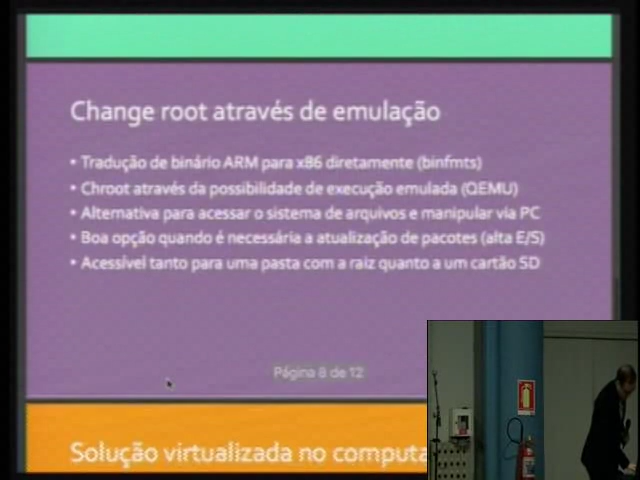 Change root através de emulação
• Tradução de binário ARM para x86 diretamente (binfmts)
• Chroot através da possibilidade de execução emulada (QEMU)
• Alternativa para acessar o sistema de arquivos e manipular via PC
• Boa opção quando é necessária a atualização de pacotes (alta E/S)
• Acessível tanto para uma pasta com a raiz quanto a um cartão SD
Página 8 de 12
Solução virtualizada no computa